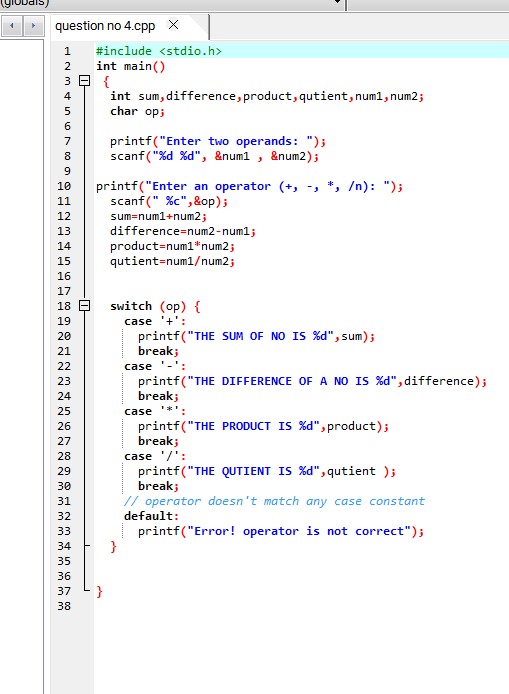 (globals)
question no 4.cpp
1 #include <stdio.h>
2 int main()
3 {
4 int sum,difference,product,qutient,num1,num2;
5 char op;
6
7 printf("Enter two operands: ");
8 scanf("%d %d", &num1 , &num2);
9
10 printf("Enter an operator (+, -, *, /n): ");
11 scanf(" %c",&op);
12 sum=num1+num2;
13 difference=num2-num1;
14 product=num1*num2;
15 qutient=num1/num2;
16
17
18 switch (op) {
19 case '+':
20 printf("THE SUM OF NO IS %d",sum);
21 break;
22 case '-':
23 printf("THE DIFFERENCE OF A NO IS %d",difference);
24 break;
25 case '*':
26 printf("THE PRODUCT IS %d",product);
27 break;
28 case '/':
29 printf("THE QUTIENT IS %d",qutient );
30 break;
31 // operator doesn't match any case constant
32 default:
33 printf("Error! operator is not correct");
34 }
35
36
37 }
38